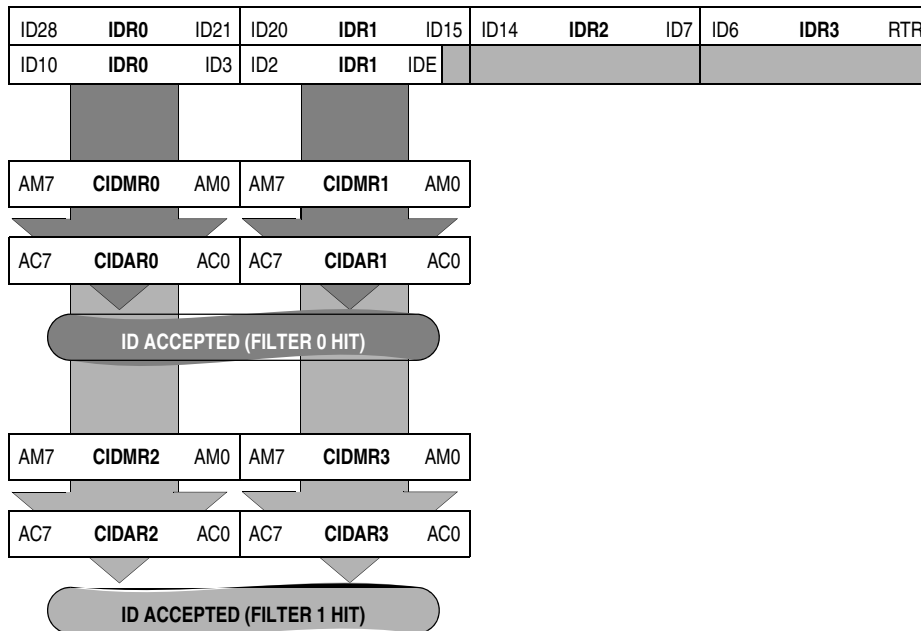 ID28 IDR0 ID21 ID20 IDR1 ID15 ID14 IDR2 ID7 ID6 IDR3 RTR
ID10 IDR0 ID3 ID2 IDR1 IDE
AM7 CIDMR0 AM0 AM7 CIDMR1 AM0
AC7 CIDAR0 AC0 AC7 CIDAR1 AC0
ID ACCEPTED (FILTER 0 HIT)
AM7 CIDMR2 AM0 AM7 CIDMR3 AM0
AC7 CIDAR2 AC0 AC7 CIDAR3 AC0
ID ACCEPTED (FILTER 1 HIT)